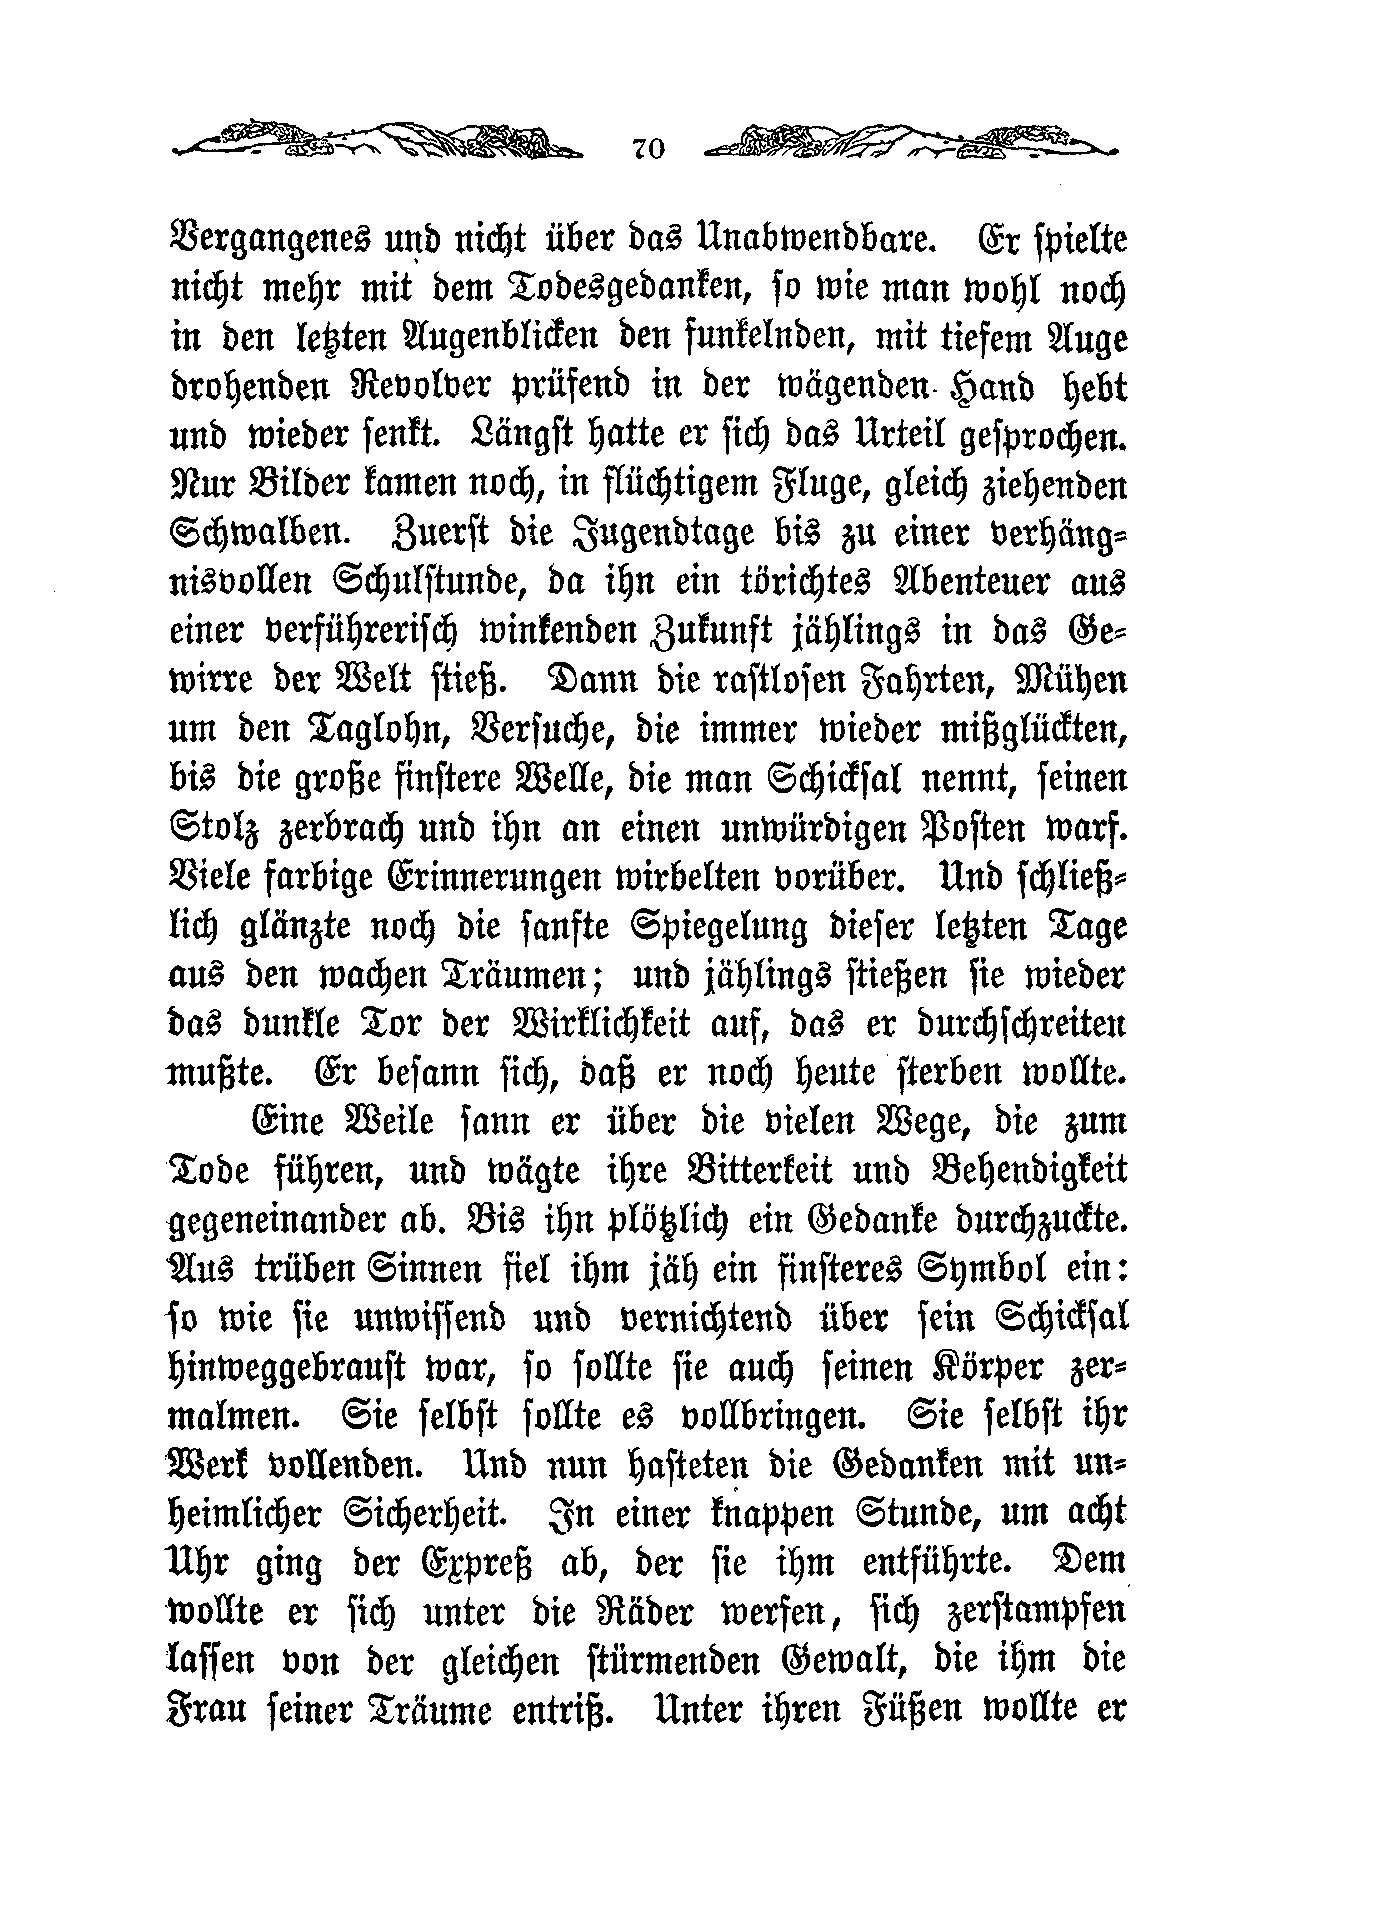 70
Vergangenes und nicht über das Unabwendbare. Er spielte
nicht mehr mit dem Todesgedanken, so wie man wohl noch
in den letzten Augenblicken den funkelnden, mit tiefem Auge
drohenden Revolver prüfend in der wägenden Hand hebt
und wieder senkt. Längst hatte er sich das Urteil gesprochen.
Nur Bilder kamen noch, in flüchtigem Fluge, gleich ziehenden
Schwalben. Zuerst die Jugendtage bis zu einer verhäng=
nisvollen Schulstunde, da ihn ein törichtes Abenteuer aus
einer verführerisch winkenden Zukunft jählings in das Ge=
wirre der Welt stieß. Dann die rastlosen Fahrten, Mühen
um den Taglohn, Versuche, die immer wieder mißglückten,
bis die große finstere Welle, die man Schicksal nennt, seinen
Stolz zerbrach und ihn an einen unwürdigen Posten warf.
Viele farbige Erinnerungen wirbelten vorüber. Und schließ=
lich glänzte noch die sanfte Spiegelung dieser letzten Tage
aus den wachen Träumen; und jählings stießen sie wieder
das dunkle Tor der Wirklichkeit auf, das er durchschreiten
mußte. Er besann sich, daß er noch heute sterben wollte.
Eine Weile sann er über die vielen Wege, die zum
Tode führen, und wägte ihre Bitterkeit und Behendigkeit
gegeneinander ab. Bis ihn plötzlich ein Gedanke durchzuckte.
Aus trüben Sinnen fiel ihm jäh ein finsteres Symbol ein:
so wie sie unwissend und vernichtend über sein Schicksal
hinweggebraust war, so sollte sie auch seinen Körper zer=
malmen. Sie selbst sollte es vollbringen. Sie selbst ihr
Werk vollenden. Und nun hasteten die Gedanken mit un=
heimlicher Sicherheit. In einer knappen Stunde, um acht
Uhr ging der Expreß ab, der sie ihm entführte. Dem
wollte er sich unter die Räder werfen, sich zerstampfen
lassen von der gleichen stürmenden Gewalt, die ihm die
Frau seiner Träume entriß. Unter ihren Füßen wollte er